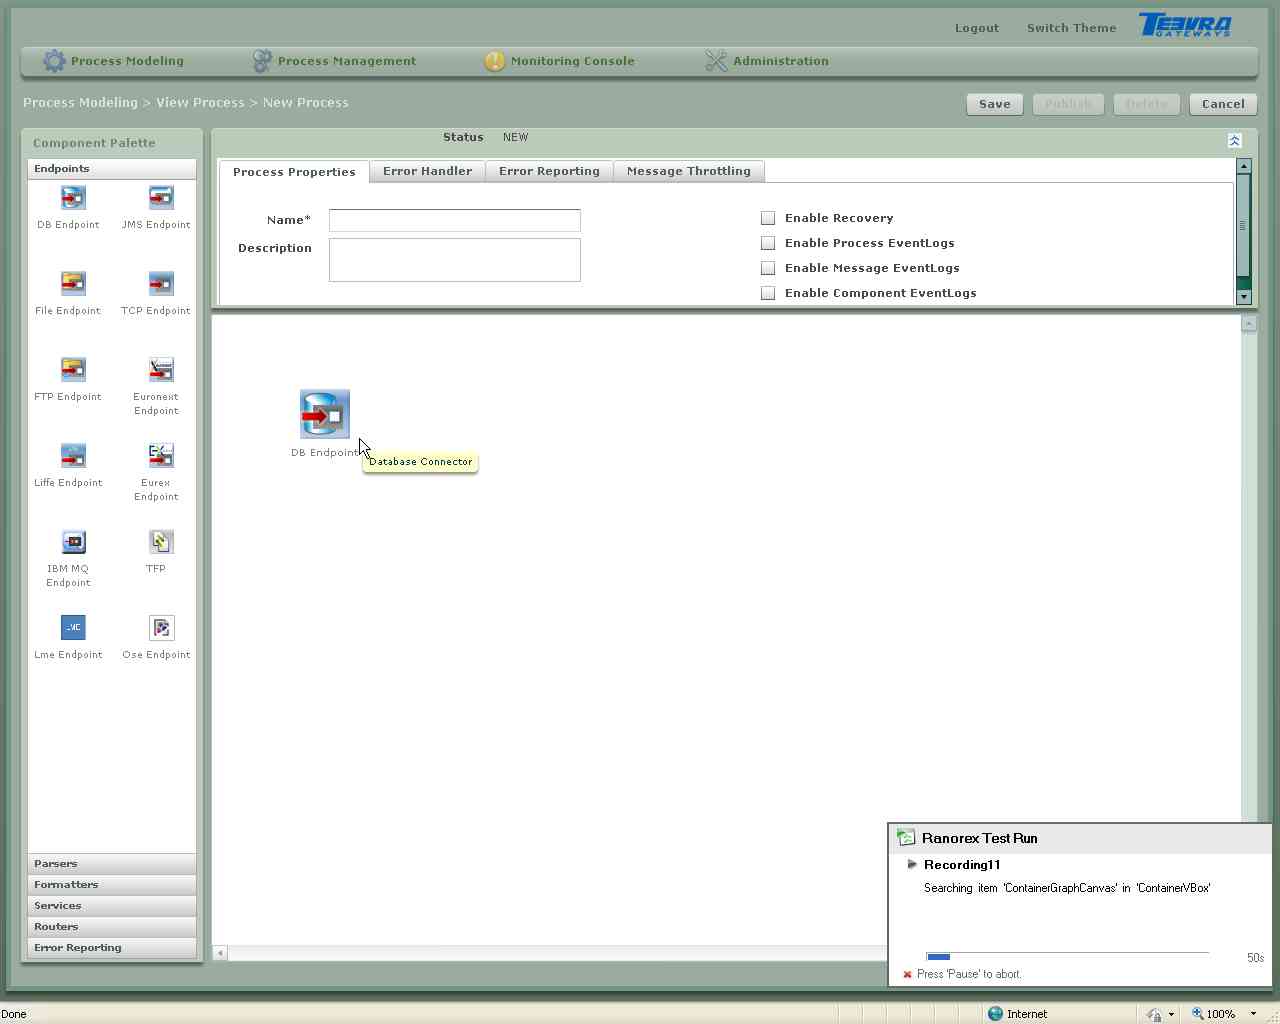 Logout Switch Theme TEEVRA GATEWAYS
Process Modeling Process Management Monitoring Console Administration
Process Modeling > View Process > New Process
Save Publish Delete Cancel
Component Palette
Endpoints
DB Endpoint JMS Endpoint
File Endpoint TCP Endpoint
FTP Endpoint Euronext Endpoint
Liffe Endpoint Eurex Endpoint
IBM MQ Endpoint TFP
LME
Lme Endpoint Ose Endpoint
Parsers
Formatters
Services
Routers
Error Reporting
Status NEW
Process Properties Error Handler Error Reporting Message Throttling
Name*
Description
Enable Recovery
Enable Process EventLogs
Enable Message EventLogs
Enable Component EventLogs
DB Endpoint
Database Connector
Ranorex Test Run
Recording11
Searching item 'ContainerGraphCanvas' in 'ContainerVBox'
50s
Press 'Pause' to abort.
Done Internet 100%